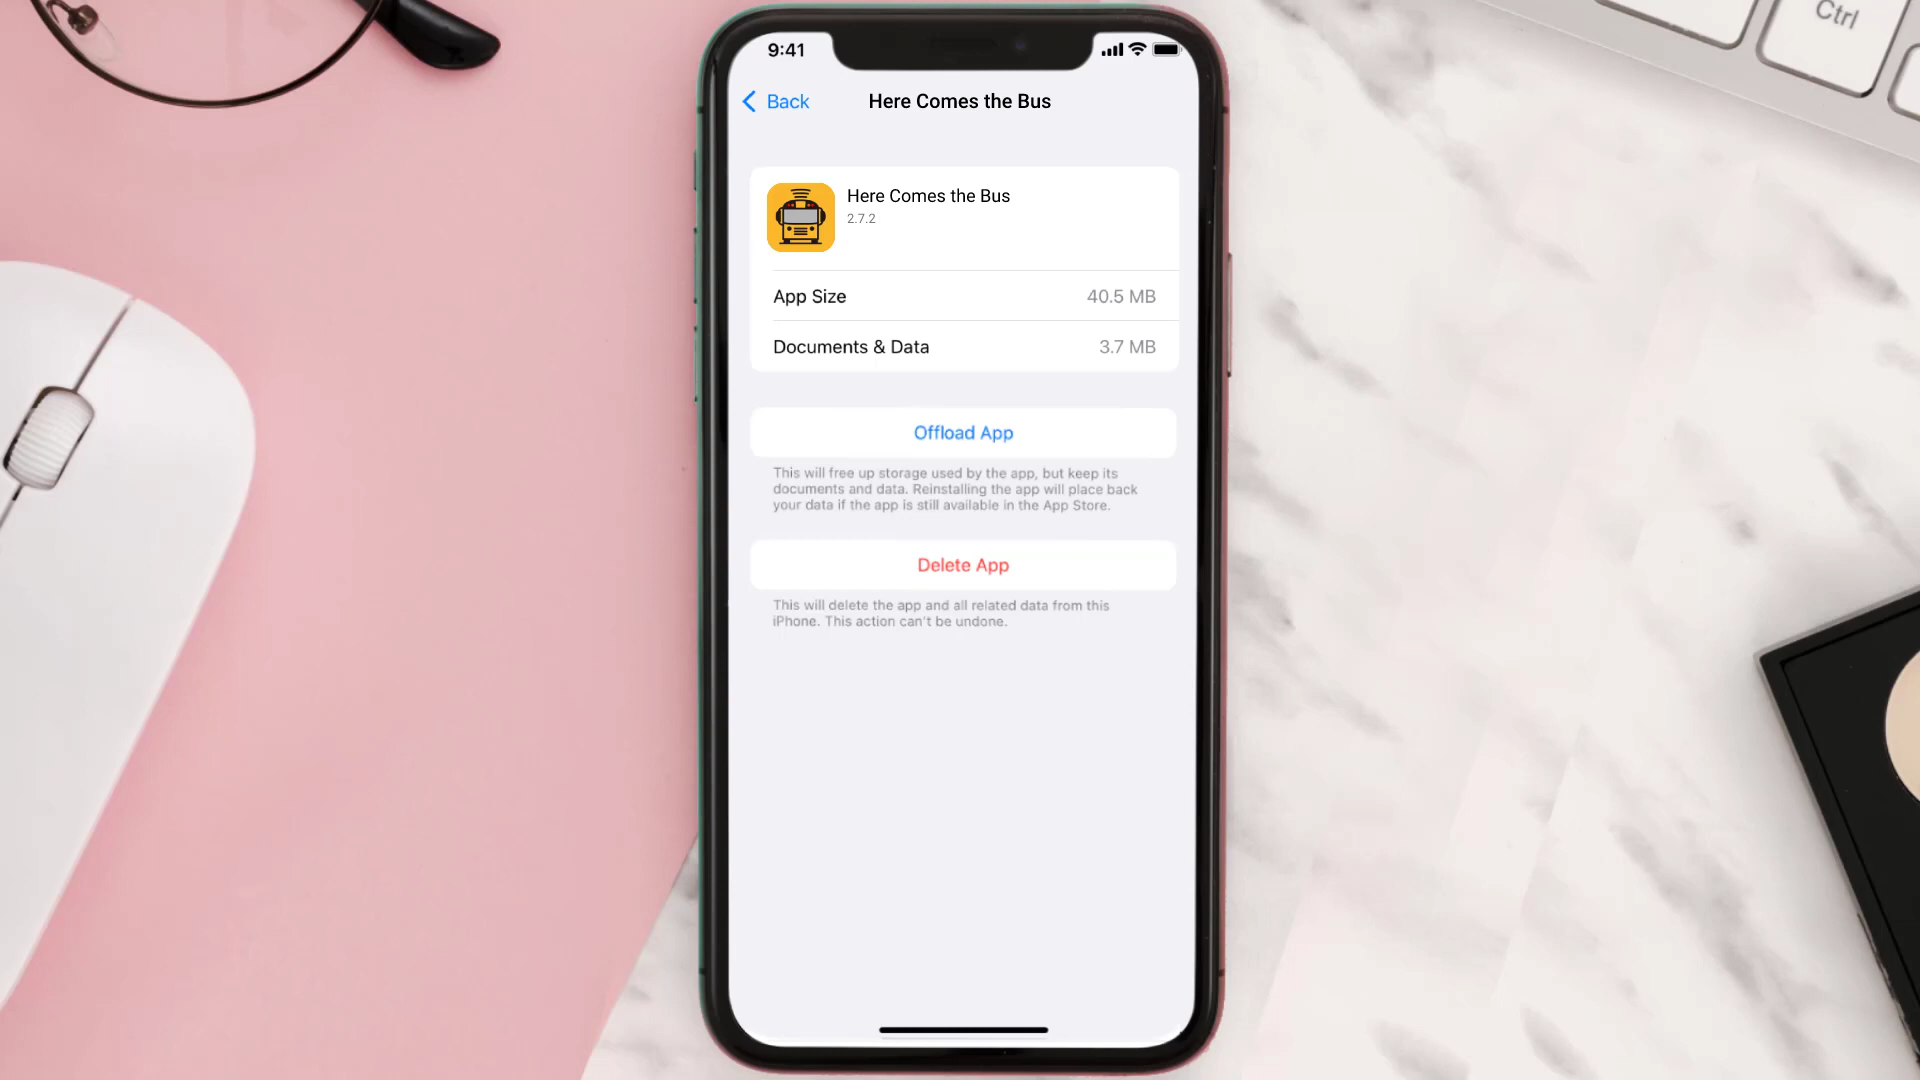 Ctrl
9:41
Back
Here Comes the Bus
Here Comes the Bus
2.7.2
App Size
40.5 MB
Documents & Data
3.7 MB
Offload App
This will free up storage used by the app, but keep its
documents and data. Reinstalling the app will place back
your data if the app is still available in the App Store.
Delete App
This will delete the app and all related data from this
iPhone. This action can't be undone.